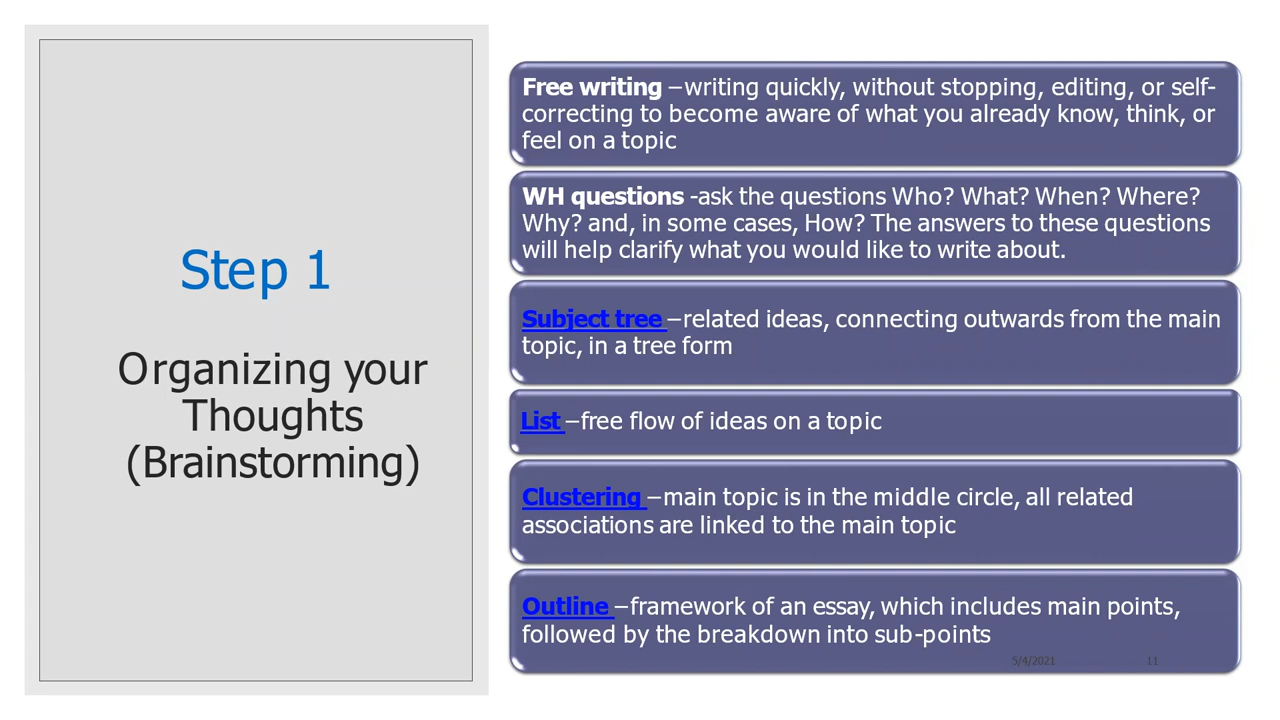 Step 1
Organizing your
Thoughts
(Brainstorming)
Free writing –writing quickly, without stopping, editing, or self-
correcting to become aware of what you already know, think, or
feel on a topic
WH questions -ask the questions Who? What? When? Where?
Why? and, in some cases, How? The answers to these questions
will help clarify what you would like to write about.
Subject tree –related ideas, connecting outwards from the main
topic, in a tree form
List –free flow of ideas on a topic
Clustering –main topic is in the middle circle, all related
associations are linked to the main topic
Outline –framework of an essay, which includes main points,
followed by the breakdown into sub-points
5/4/2021 11